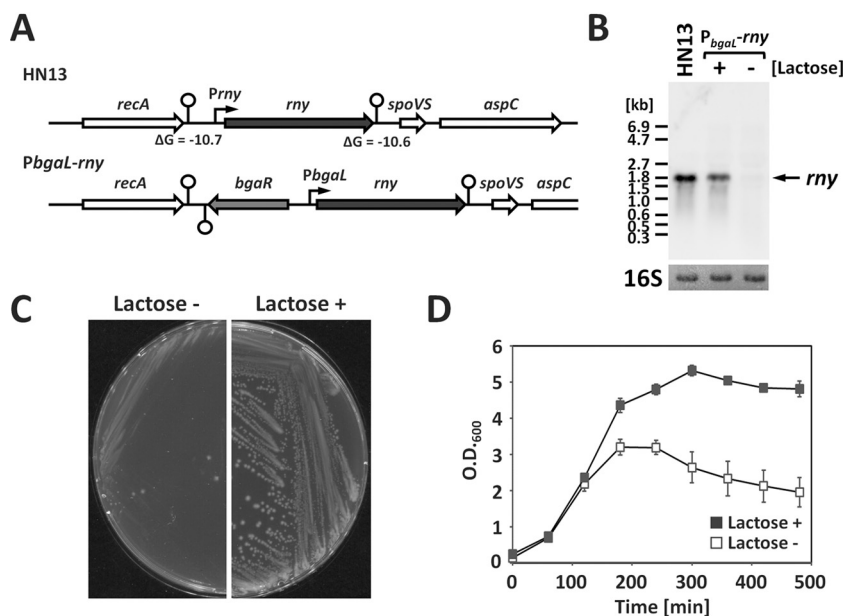 A
HN13
recA
Prny
rny
spoVS
aspC
ΔG = -10.7
ΔG = -10.6
PbgaL-rny
recA
bgaR
PbgaL
rny
spoVS
aspC
B
HN13
PbgaL-rny
+ - [Lactose]
[kb]
6.9
4.7
2.7
1.8
1.5
1.0
0.6
0.5
0.3
rny
16S
C
Lactose -
Lactose +
D
O.D.600
6
5
4
3
2
1
0
Lactose +
Lactose -
0 100 200 300 400 500
Time [min]